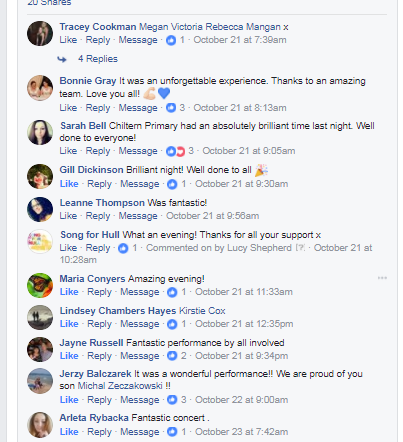 20 Shares
Tracey Cookman Megan Victoria Rebecca Mangan x
Like · Reply · Message · 1 · October 21 at 7:39am
4 Replies
Bonnie Gray It was an unforgettable experience. Thanks to an amazing
team. Love you all! 💪🏻💙
Like · Reply · Message · 3 · October 21 at 8:13am
Sarah Bell Chiltern Primary had an absolutely brilliant time last night. Well
done to everyone!
Like · Reply · Message · 3 · October 21 at 9:05am
Gill Dickinson Brilliant night! Well done to all 🎉
Like · Reply · Message · 1 · October 21 at 9:30am
Leanne Thompson Was fantastic!
Like · Reply · Message · October 21 at 9:56am
Song for Hull What an evening! Thanks for all your support x
Like · Reply · 1 · Commented on by Lucy Shepherd [?] · October 21 at
10:28am
Maria Conyers Amazing evening!
Like · Reply · Message · 1 · October 21 at 11:33am
Lindsey Chambers Hayes Kirstie Cox
Like · Reply · Message · 1 · October 21 at 12:35pm
Jayne Russell Fantastic performance by all involved
Like · Reply · Message · 2 · October 21 at 9:34pm
Jerzy Balczarek It was a wonderful performance!! We are proud of you
son Michal Zeczakowski !!
Like · Reply · Message · 3 · October 22 at 9:00am
Arleta Rybacka Fantastic concert .
Like · Reply · Message · 1 · October 23 at 7:42am